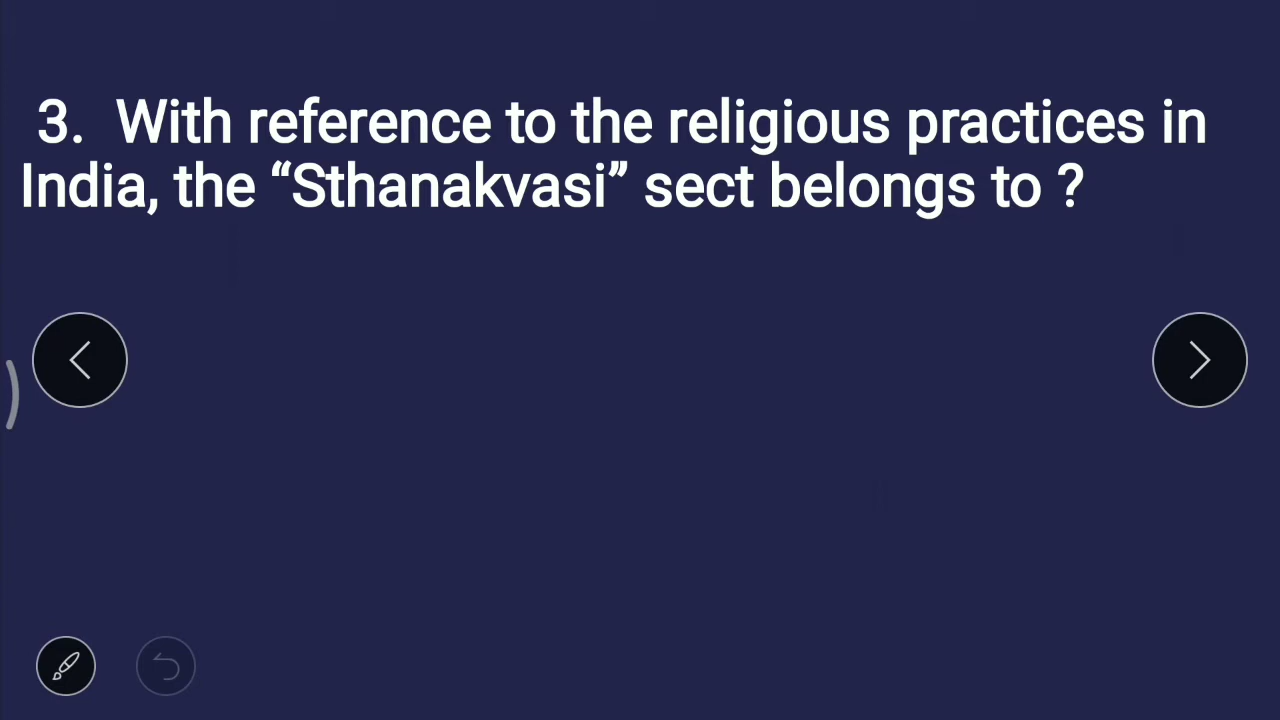 3. With reference to the religious practices in
India, the “Sthanakvasi” sect belongs to ?